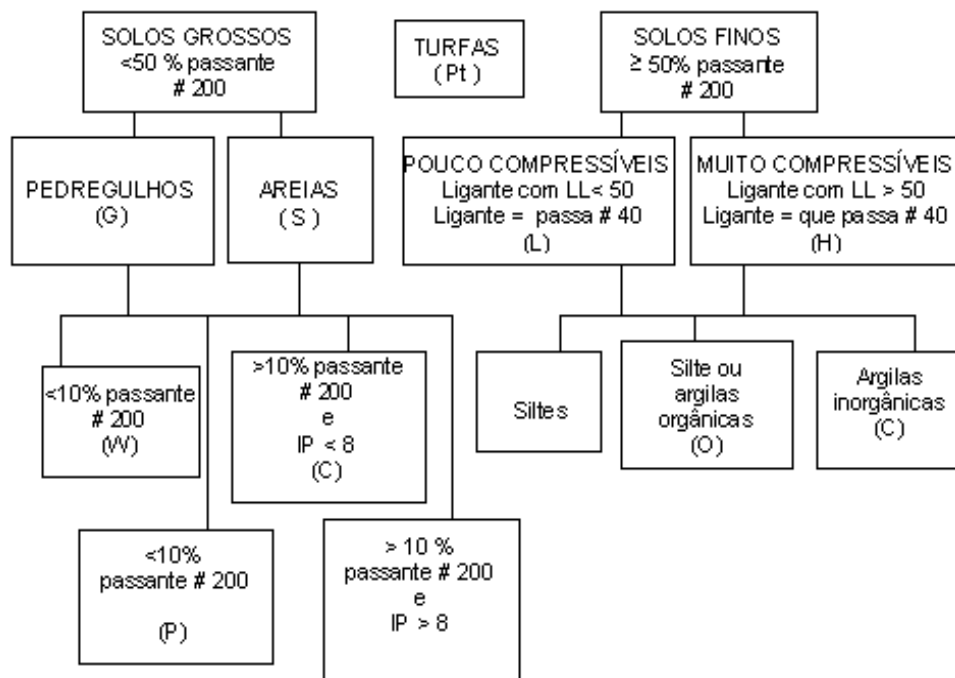 SOLOS GROSSOS
<50 % passante
# 200
TURFAS
( Pt )
SOLOS FINOS
≥ 50% passante
# 200
PEDREGULHOS
(G)
AREIAS
( S )
POUCO COMPRESSÍVEIS
Ligante com LL< 50
Ligante = passa # 40
(L)
MUITO COMPRESSÍVEIS
Ligante com LL > 50
Ligante = que passa # 40
(H)
<10% passante
# 200
(W)
>10% passante
# 200
e
IP < 8
(C)
Siltes
Silte ou
argilas
orgânicas
(O)
Argilas
inorgânicas
(C)
<10%
passante # 200
(P)
> 10 %
passante # 200
e
IP > 8